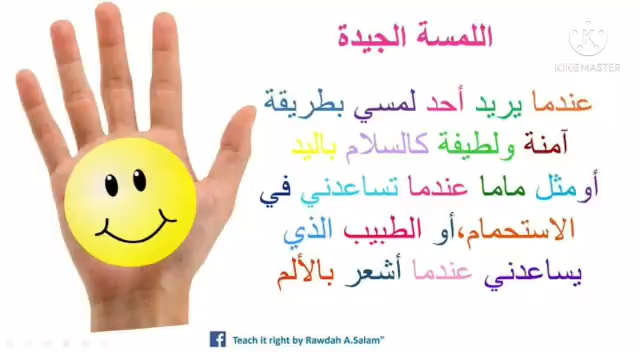 اللمسة الجيدة
KIKEMASTER
عندما يريد أحد لمسي بطريقة
آمنة ولطيفة كالسلام باليد
أومثل ماما عندما تساعدني في
الاستحمام،أو الطبيب الذي
يساعدني عندما أشعر بالألم
Teach it right by Rawdah A.Salam"